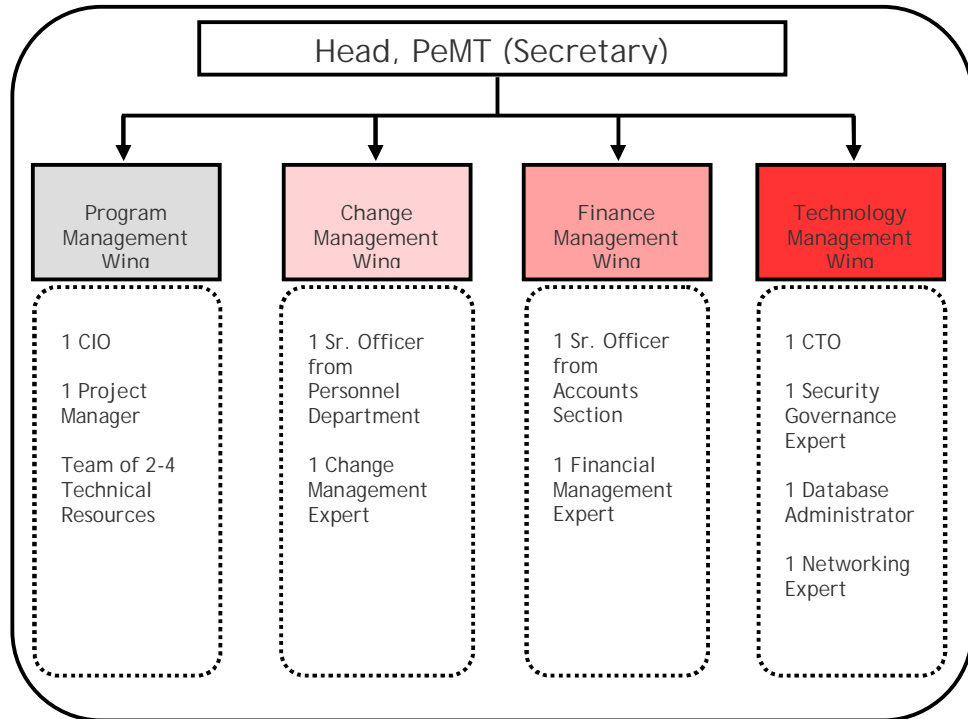 Head, PeMT (Secretary)
Program
Management
Wing
Change
Management
Wing
Finance
Management
Wing
Technology
Management
Wing
1 CIO
1 Project
Manager
Team of 2-4
Technical
Resources
1 Sr. Officer
from
Personnel
Department
1 Change
Management
Expert
1 Sr. Officer
from
Accounts
Section
1 Financial
Management
Expert
1 CTO
1 Security
Governance
Expert
1 Database
Administrator
1 Networking
Expert